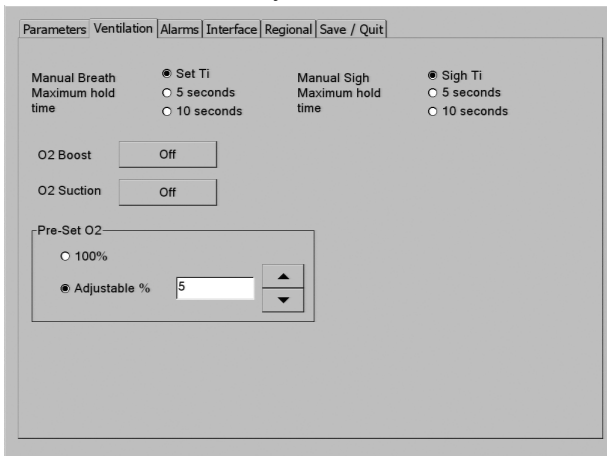 Parameters Ventilation Alarms Interface Regional Save / Quit
Manual Breath
Maximum hold
time
Set Ti
5 seconds
10 seconds
Manual Sigh
Maximum hold
time
Sigh Ti
5 seconds
10 seconds
O2 Boost Off
O2 Suction Off
Pre-Set O2
100%
Adjustable % 5